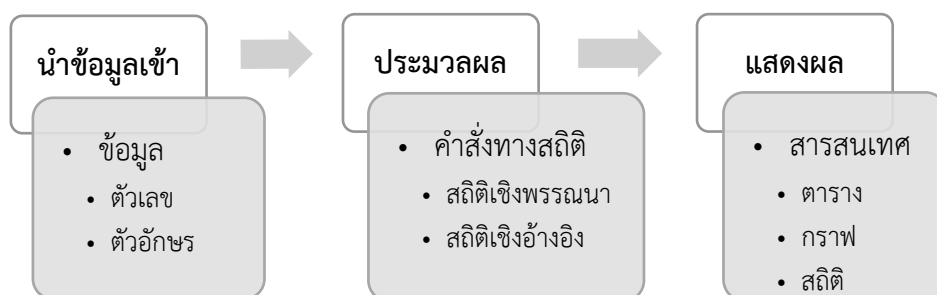 นำข้อมูลเข้า
• ข้อมูล
• ตัวเลข
• ตัวอักษร
ประมวลผล
• คำสั่งทางสถิติ
• สถิติเชิงพรรณนา
• สถิติเชิงอ้างอิง
แสดงผล
• สารสนเทศ
• ตาราง
• กราฟ
• สถิติ